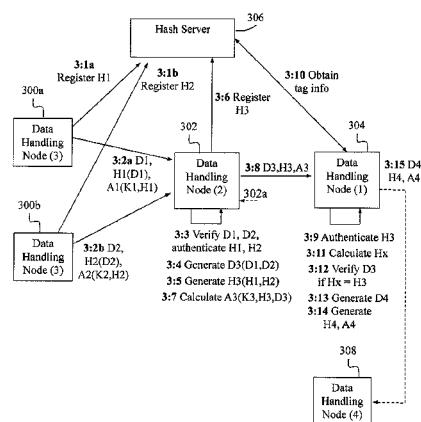 306
Hash Server
300a
3:1a
Register H1
3:1b
Register H2
3:6 Register
H3
3:10 Obtain
tag info
Data
Handling
Node (3)
3:2a D1,
H1(D1),
A1(K1,H1)
302
Data
Handling
Node (2)
302a
3:8 D3,H3,A3
304
Data
Handling
Node (1)
3:15 D4
H4, A4
300b
Data
Handling
Node (3)
3:2b D2,
H2(D2),
A2(K2,H2)
3:3 Verify D1, D2,
authenticate H1, H2
3:4 Generate D3(D1,D2)
3:5 Generate H3(H1,H2)
3:7 Calculate A3(K3,H3,D3)
3:9 Authenticate H3
3:11 Calculate Hx
3:12 Verify D3
if Hx = H3
3:13 Generate D4
3:14 Generate
H4, A4
308
Data
Handling
Node (4)